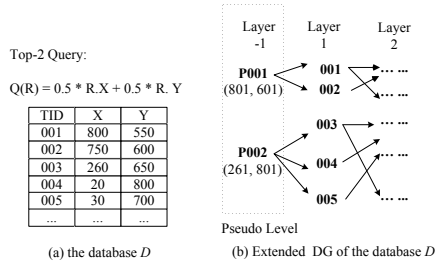 Top-2 Query:
Q(R) = 0.5 * R.X + 0.5 * R. Y
TID X Y
001 800 550
002 750 600
003 260 650
004 20 800
005 30 700
... ... ...
(a) the database D
Layer -1
Layer 1
Layer 2
P001
(801, 601)
P002
(261, 801)
001
002
003
004
005
... ...
... ...
... ...
... ...
... ...
... ...
Pseudo Level
(b) Extended DG of the database D